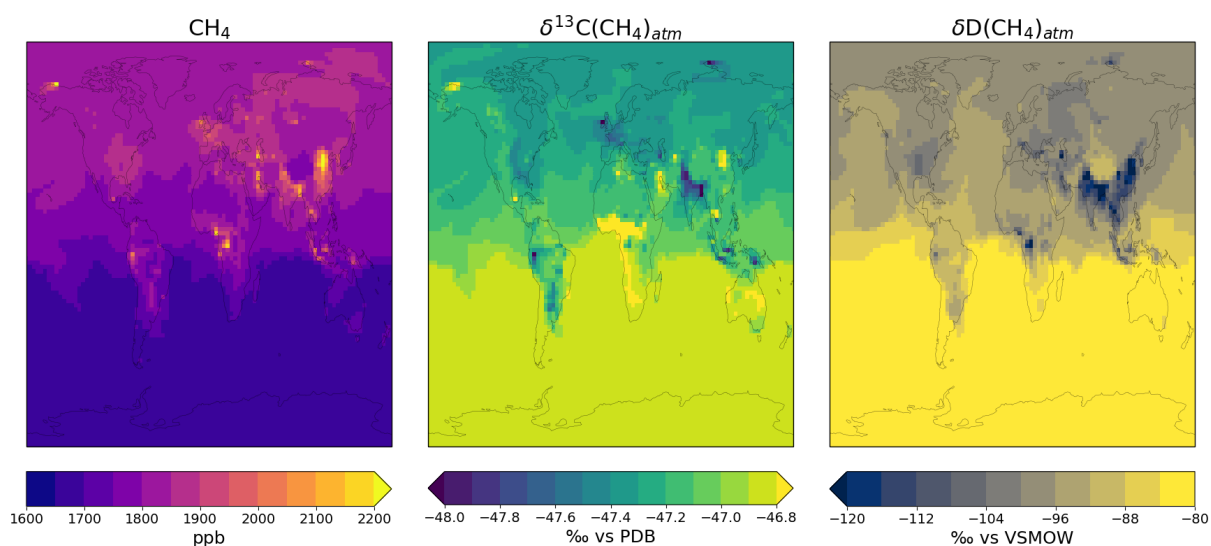 CH₄
δ¹³C(CH₄)ₐₜₘ
δD(CH₄)ₐₜₘ
1600 1700 1800 1900 2000 2100 2200
ppb
−48.0 −47.8 −47.6 −47.4 −47.2 −47.0 −46.8
‰ vs PDB
−120 −112 −104 −96 −88 −80
‰ vs VSMOW